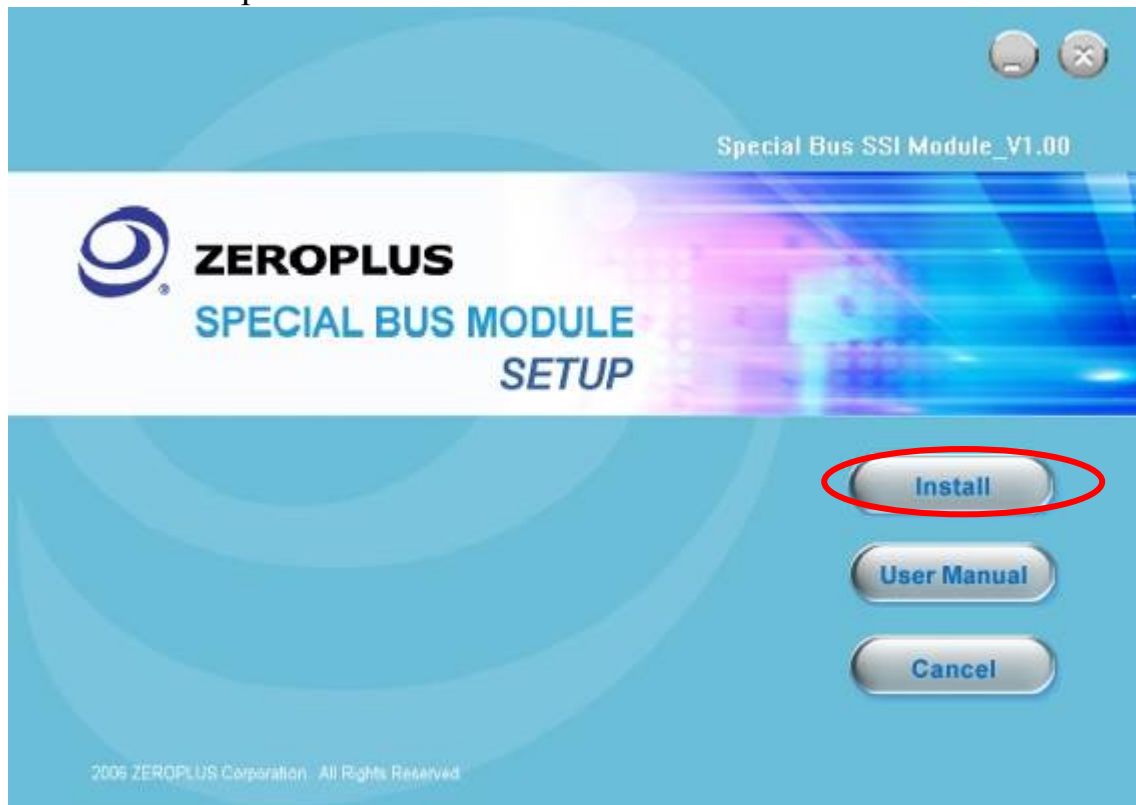 Special Bus SSI Module_V1.00
ZEROPLUS
®
SPECIAL BUS MODULE
SETUP
Install
User Manual
Cancel
2006 ZEROPLUS Corporation All Rights Reserved